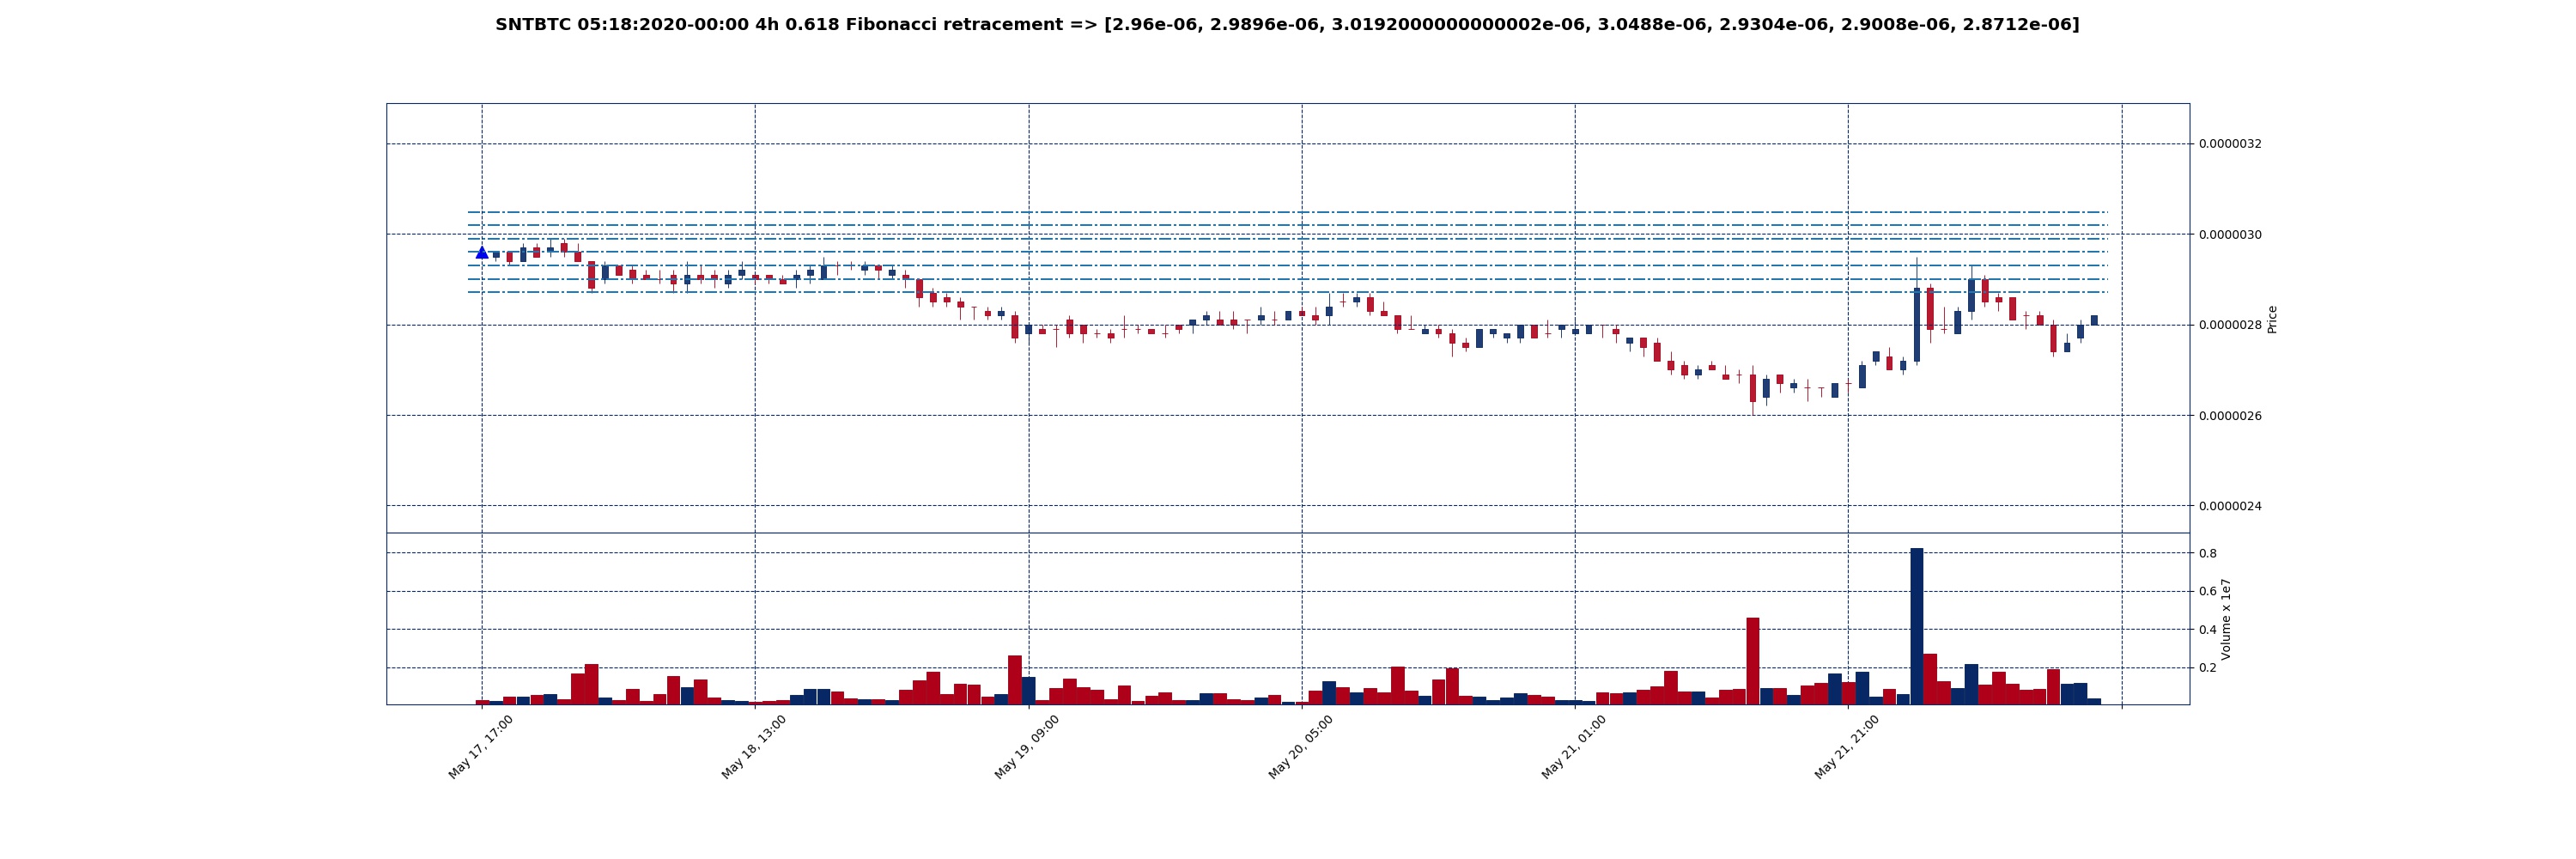 SNTBTC 05:18:2020-00:00 4h 0.618 Fibonacci retracement => [2.96e-06, 2.9896e-06, 3.0192000000000002e-06, 3.0488e-06, 2.9304e-06, 2.9008e-06, 2.8712e-06]
0.0000032
0.0000030
0.0000028
Price
0.0000026
0.0000024
0.8
0.6
0.4
0.2
Volume x 1e7
May 17, 17:00
May 18, 13:00
May 19, 09:00
May 20, 05:00
May 21, 01:00
May 21, 21:00